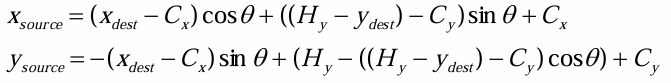 x_source = (x_dest − C_x) cos θ + ((H_y − y_dest) − C_y) sin θ + C_x
y_source = −(x_dest − C_x) sin θ + (H_y − ((H_y − y_dest) − C_y) cos θ) + C_y